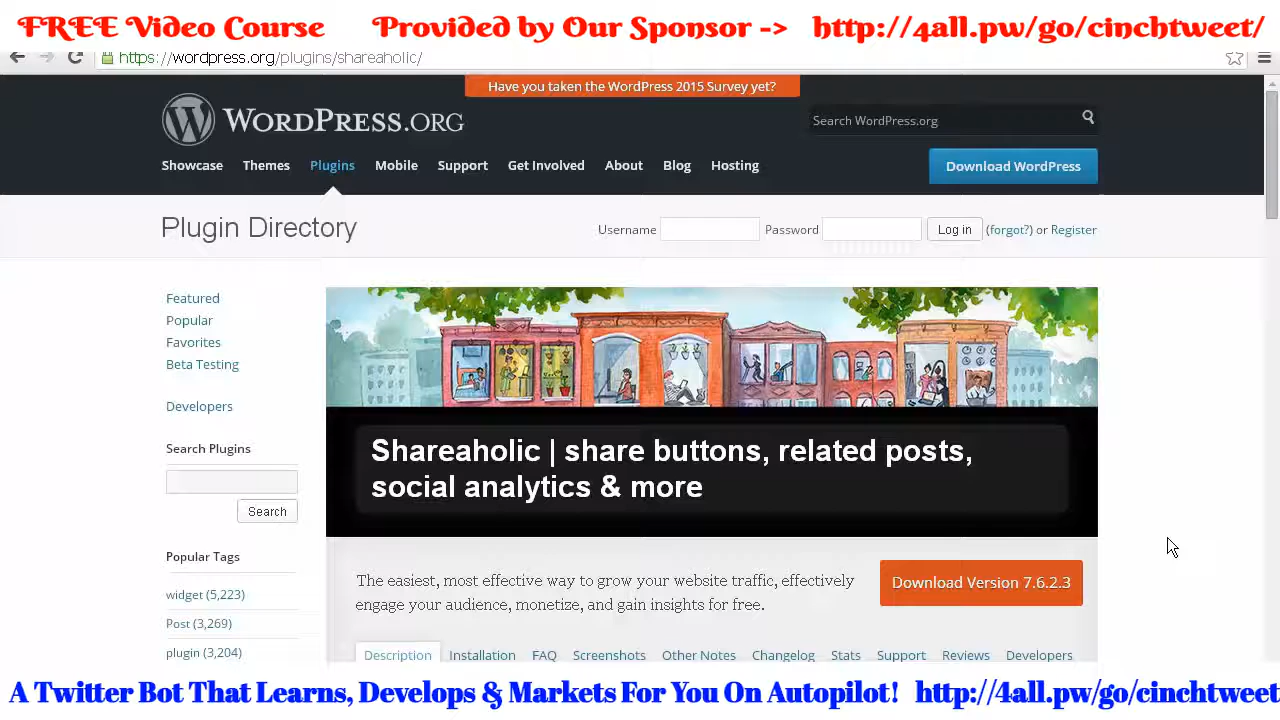 FREE Video Course Provided by Our Sponsor -> http://4all.pw/go/cinchtweet/
https://wordpress.org/plugins/shareaholic/
Have you taken the WordPress 2015 Survey yet?
WORDPRESS.ORG
Search WordPress.org
Showcase Themes Plugins Mobile Support Get Involved About Blog Hosting
Download WordPress
Plugin Directory
Username Password Log in (forgot?) or Register
Featured
Popular
Favorites
Beta Testing
Developers
Search Plugins
Search
Popular Tags
widget (5,223)
Post (3,269)
plugin (3,204)
Shareaholic | share buttons, related posts,
social analytics & more
The easiest, most effective way to grow your website traffic, effectively
engage your audience, monetize, and gain insights for free.
Download Version 7.6.2.3
Description Installation FAQ Screenshots Other Notes Changelog Stats Support Reviews Developers
A Twitter Bot That Learns, Develops & Markets For You On Autopilot! http://4all.pw/go/cinchtweet